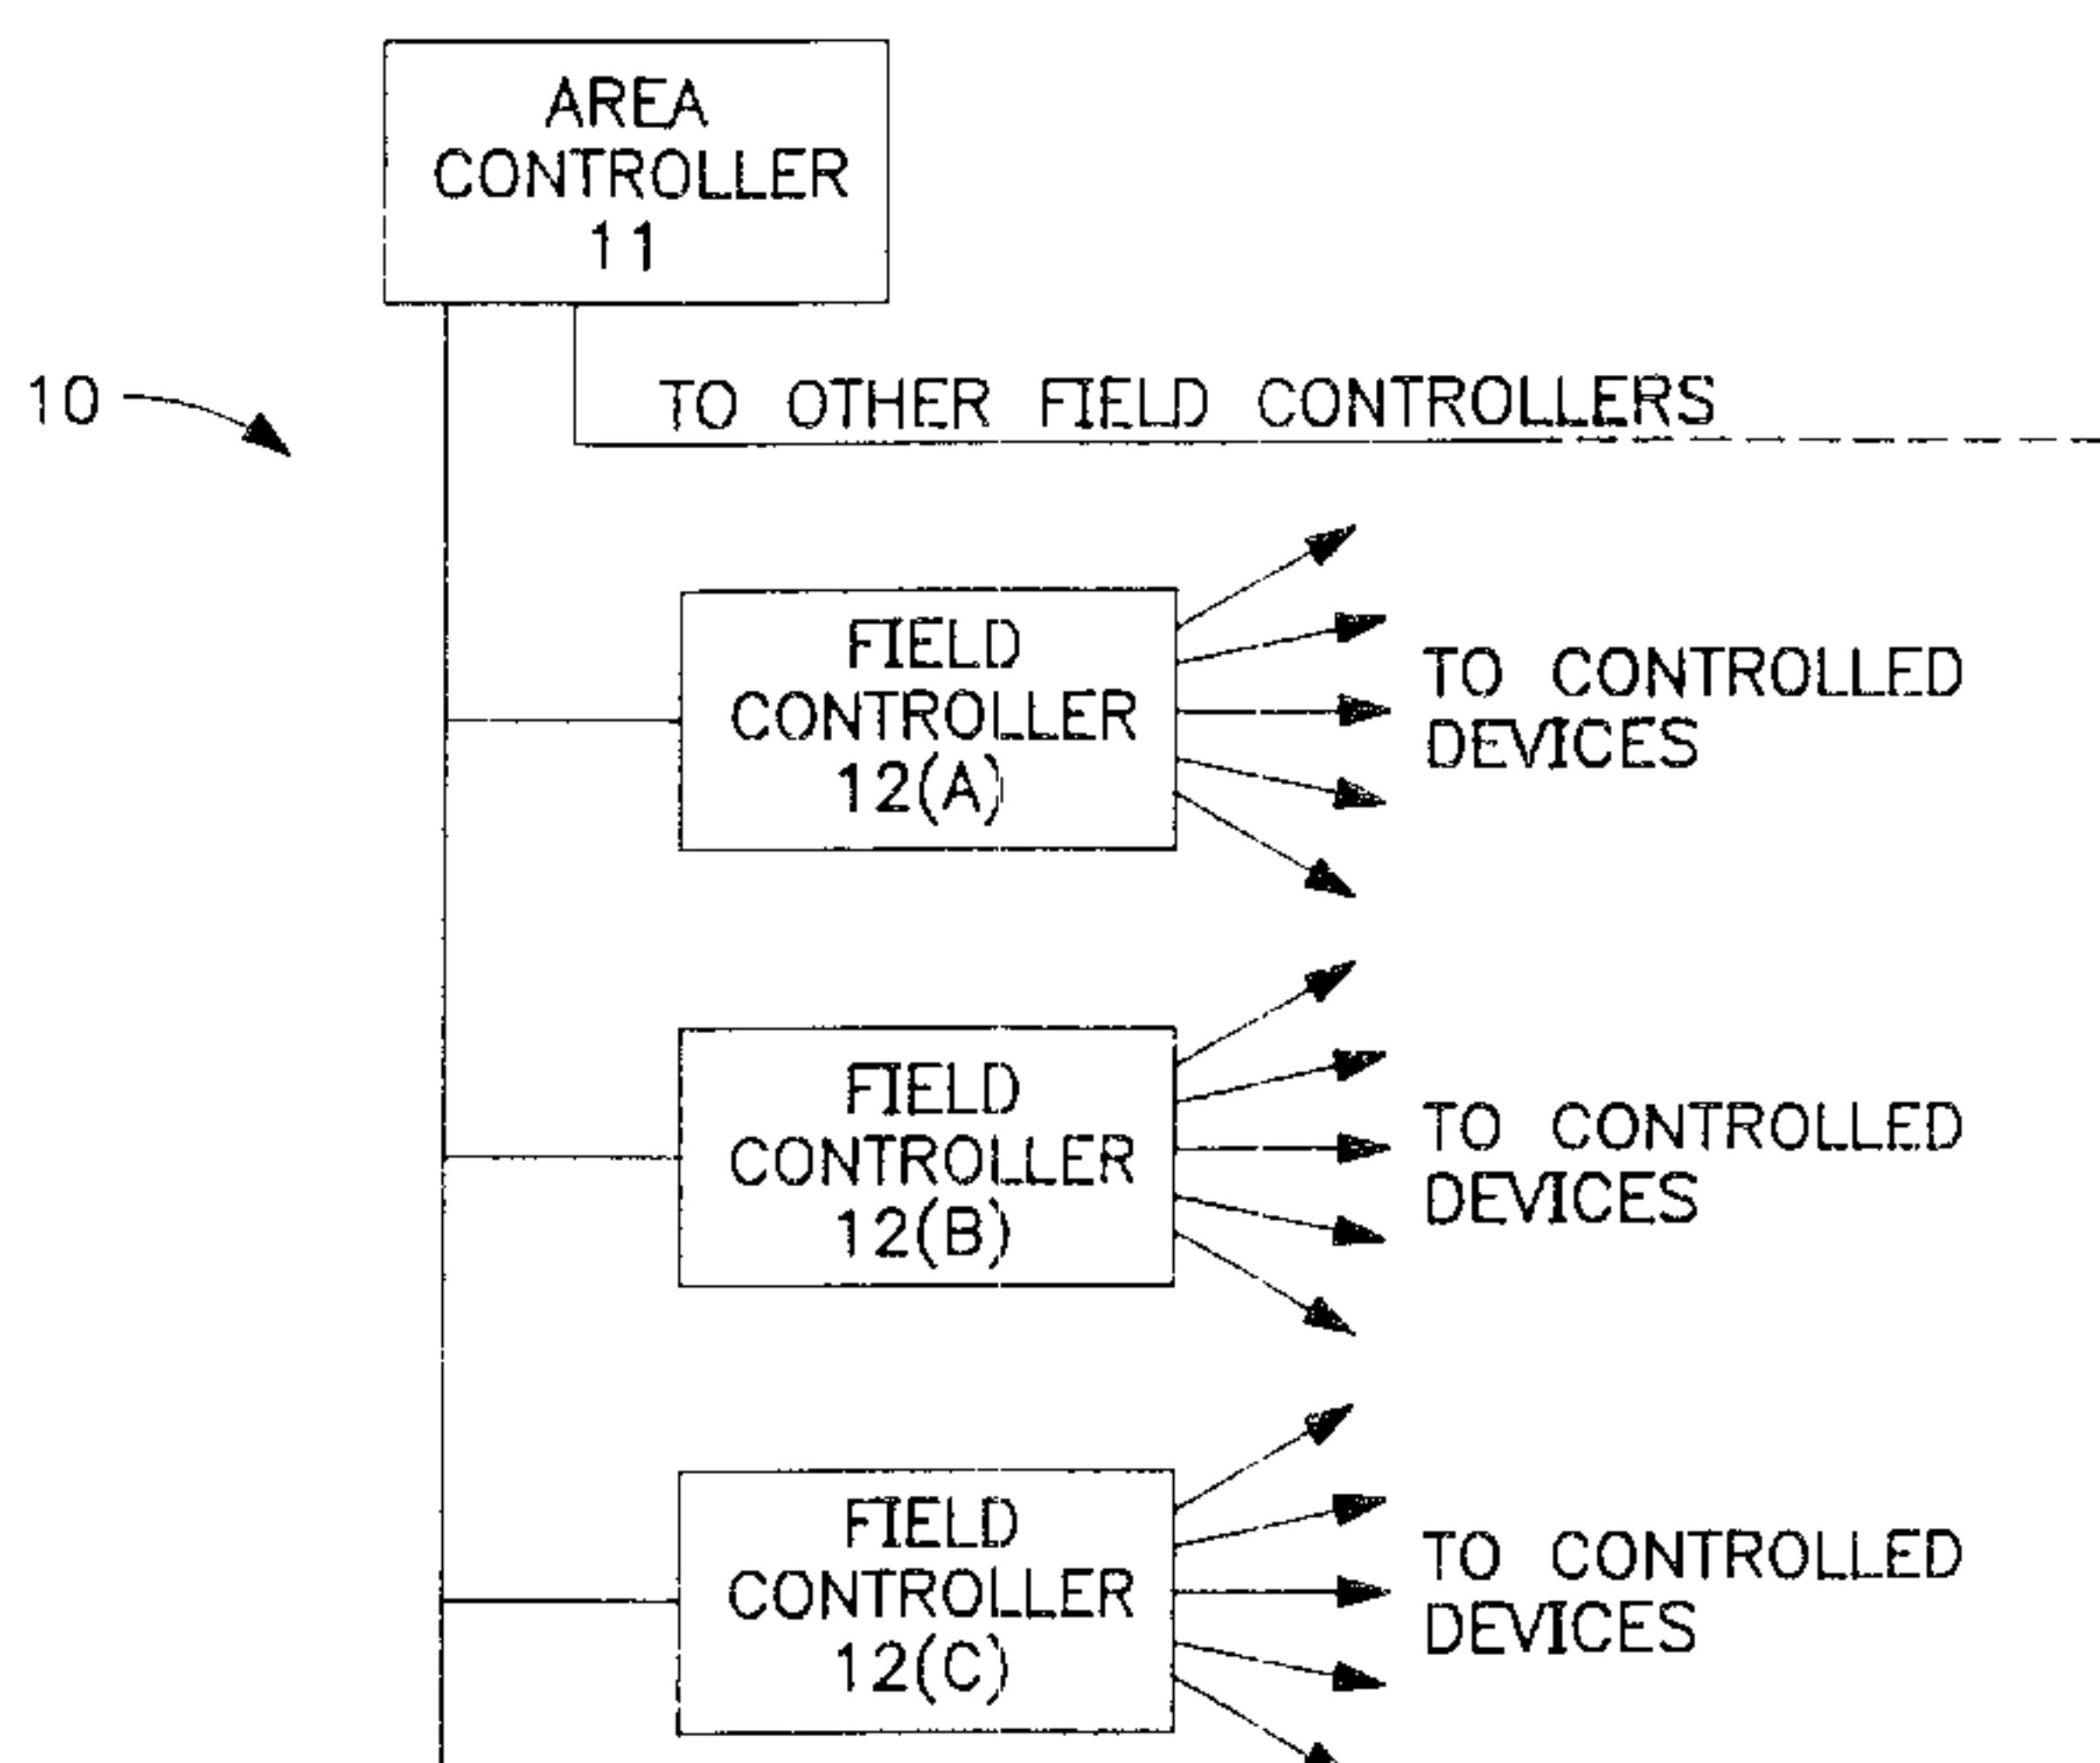 AREA
CONTROLLER
11
10
TO OTHER FIELD CONTROLLERS
FIELD
CONTROLLER
12(A)
TO CONTROLLED
DEVICES
FIELD
CONTROLLER
12(B)
TO CONTROLLED
DEVICES
FIELD
CONTROLLER
12(C)
TO CONTROLLED
DEVICES